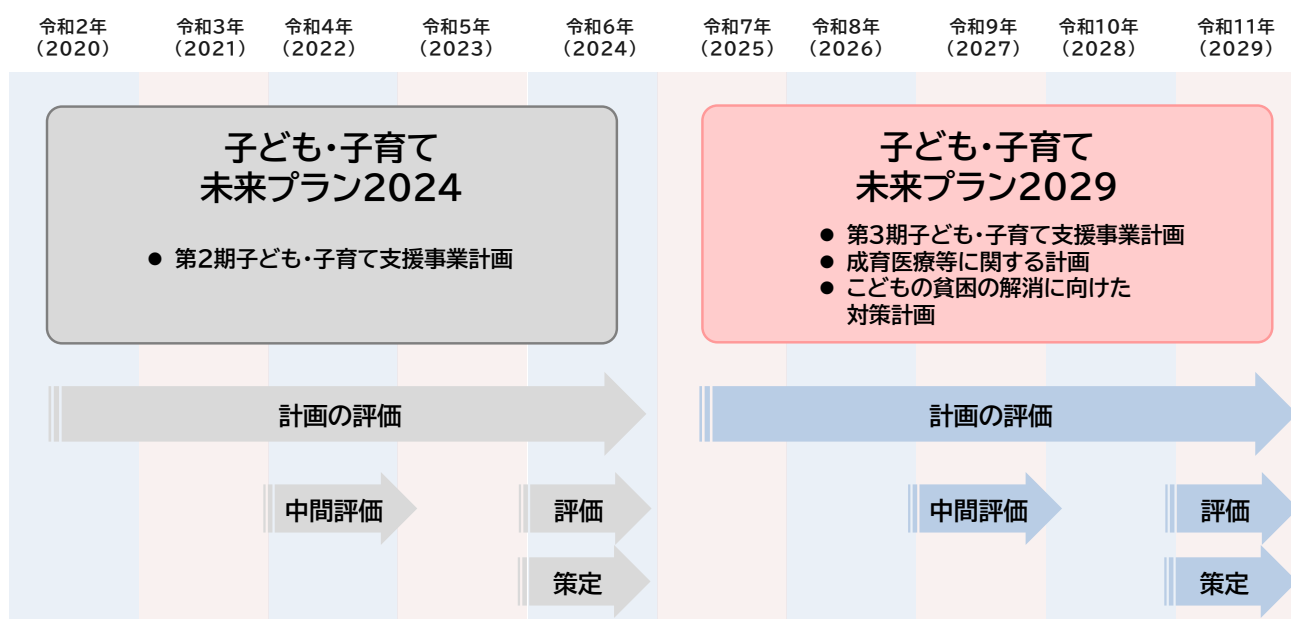 令和2年 令和3年 令和4年 令和5年 令和6年 令和7年 令和8年 令和9年 令和10年 令和11年
（2020） （2021） （2022） （2023） （2024） （2025） （2026） （2027） （2028） （2029）
子ども・子育て
未来プラン2024
● 第2期子ども・子育て支援事業計画
子ども・子育て
未来プラン2029
● 第3期子ども・子育て支援事業計画
● 成育医療等に関する計画
● こどもの貧困の解消に向けた
対策計画
計画の評価 計画の評価
中間評価 評価 中間評価 評価
策定 策定